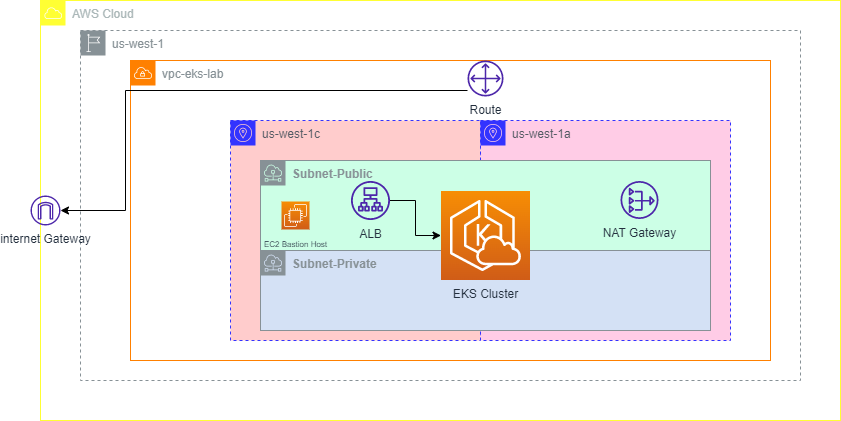 AWS Cloud
us-west-1
vpc-eks-lab
Route
us-west-1c
us-west-1a
Subnet-Public
ALB
NAT Gateway
internet Gateway
EC2 Bastion Host
Subnet-Private
K
EKS Cluster